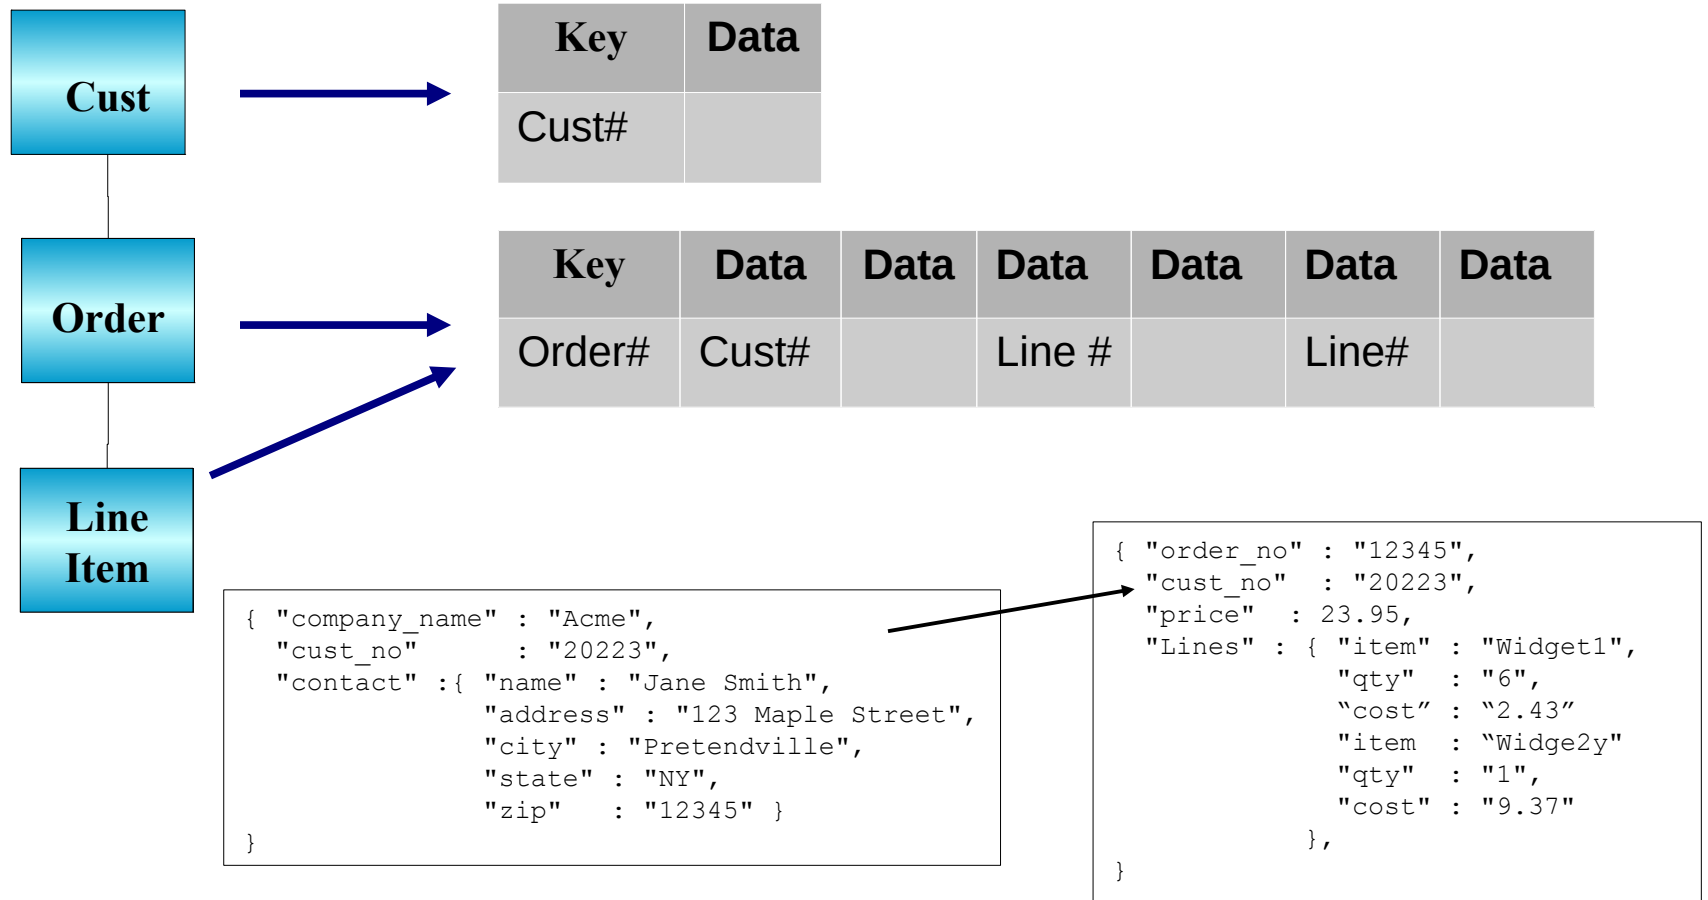 Cust
Key Data
Cust#
Order
Key Data Data Data Data Data Data
Order# Cust# Line # Line#
Line
Item
{ "company_name" : "Acme",
"cust_no" : "20223",
"contact" :{ "name" : "Jane Smith",
"address" : "123 Maple Street",
"city" : "Pretendville",
"state" : "NY",
"zip" : "12345" }
}
{ "order_no" : "12345",
"cust_no" : "20223",
"price" : 23.95,
"Lines" : { "item" : "Widget1",
"qty" : "6",
“cost” : “2.43”
"item : “Widge2y"
"qty" : "1",
"cost" : "9.37"
},
}